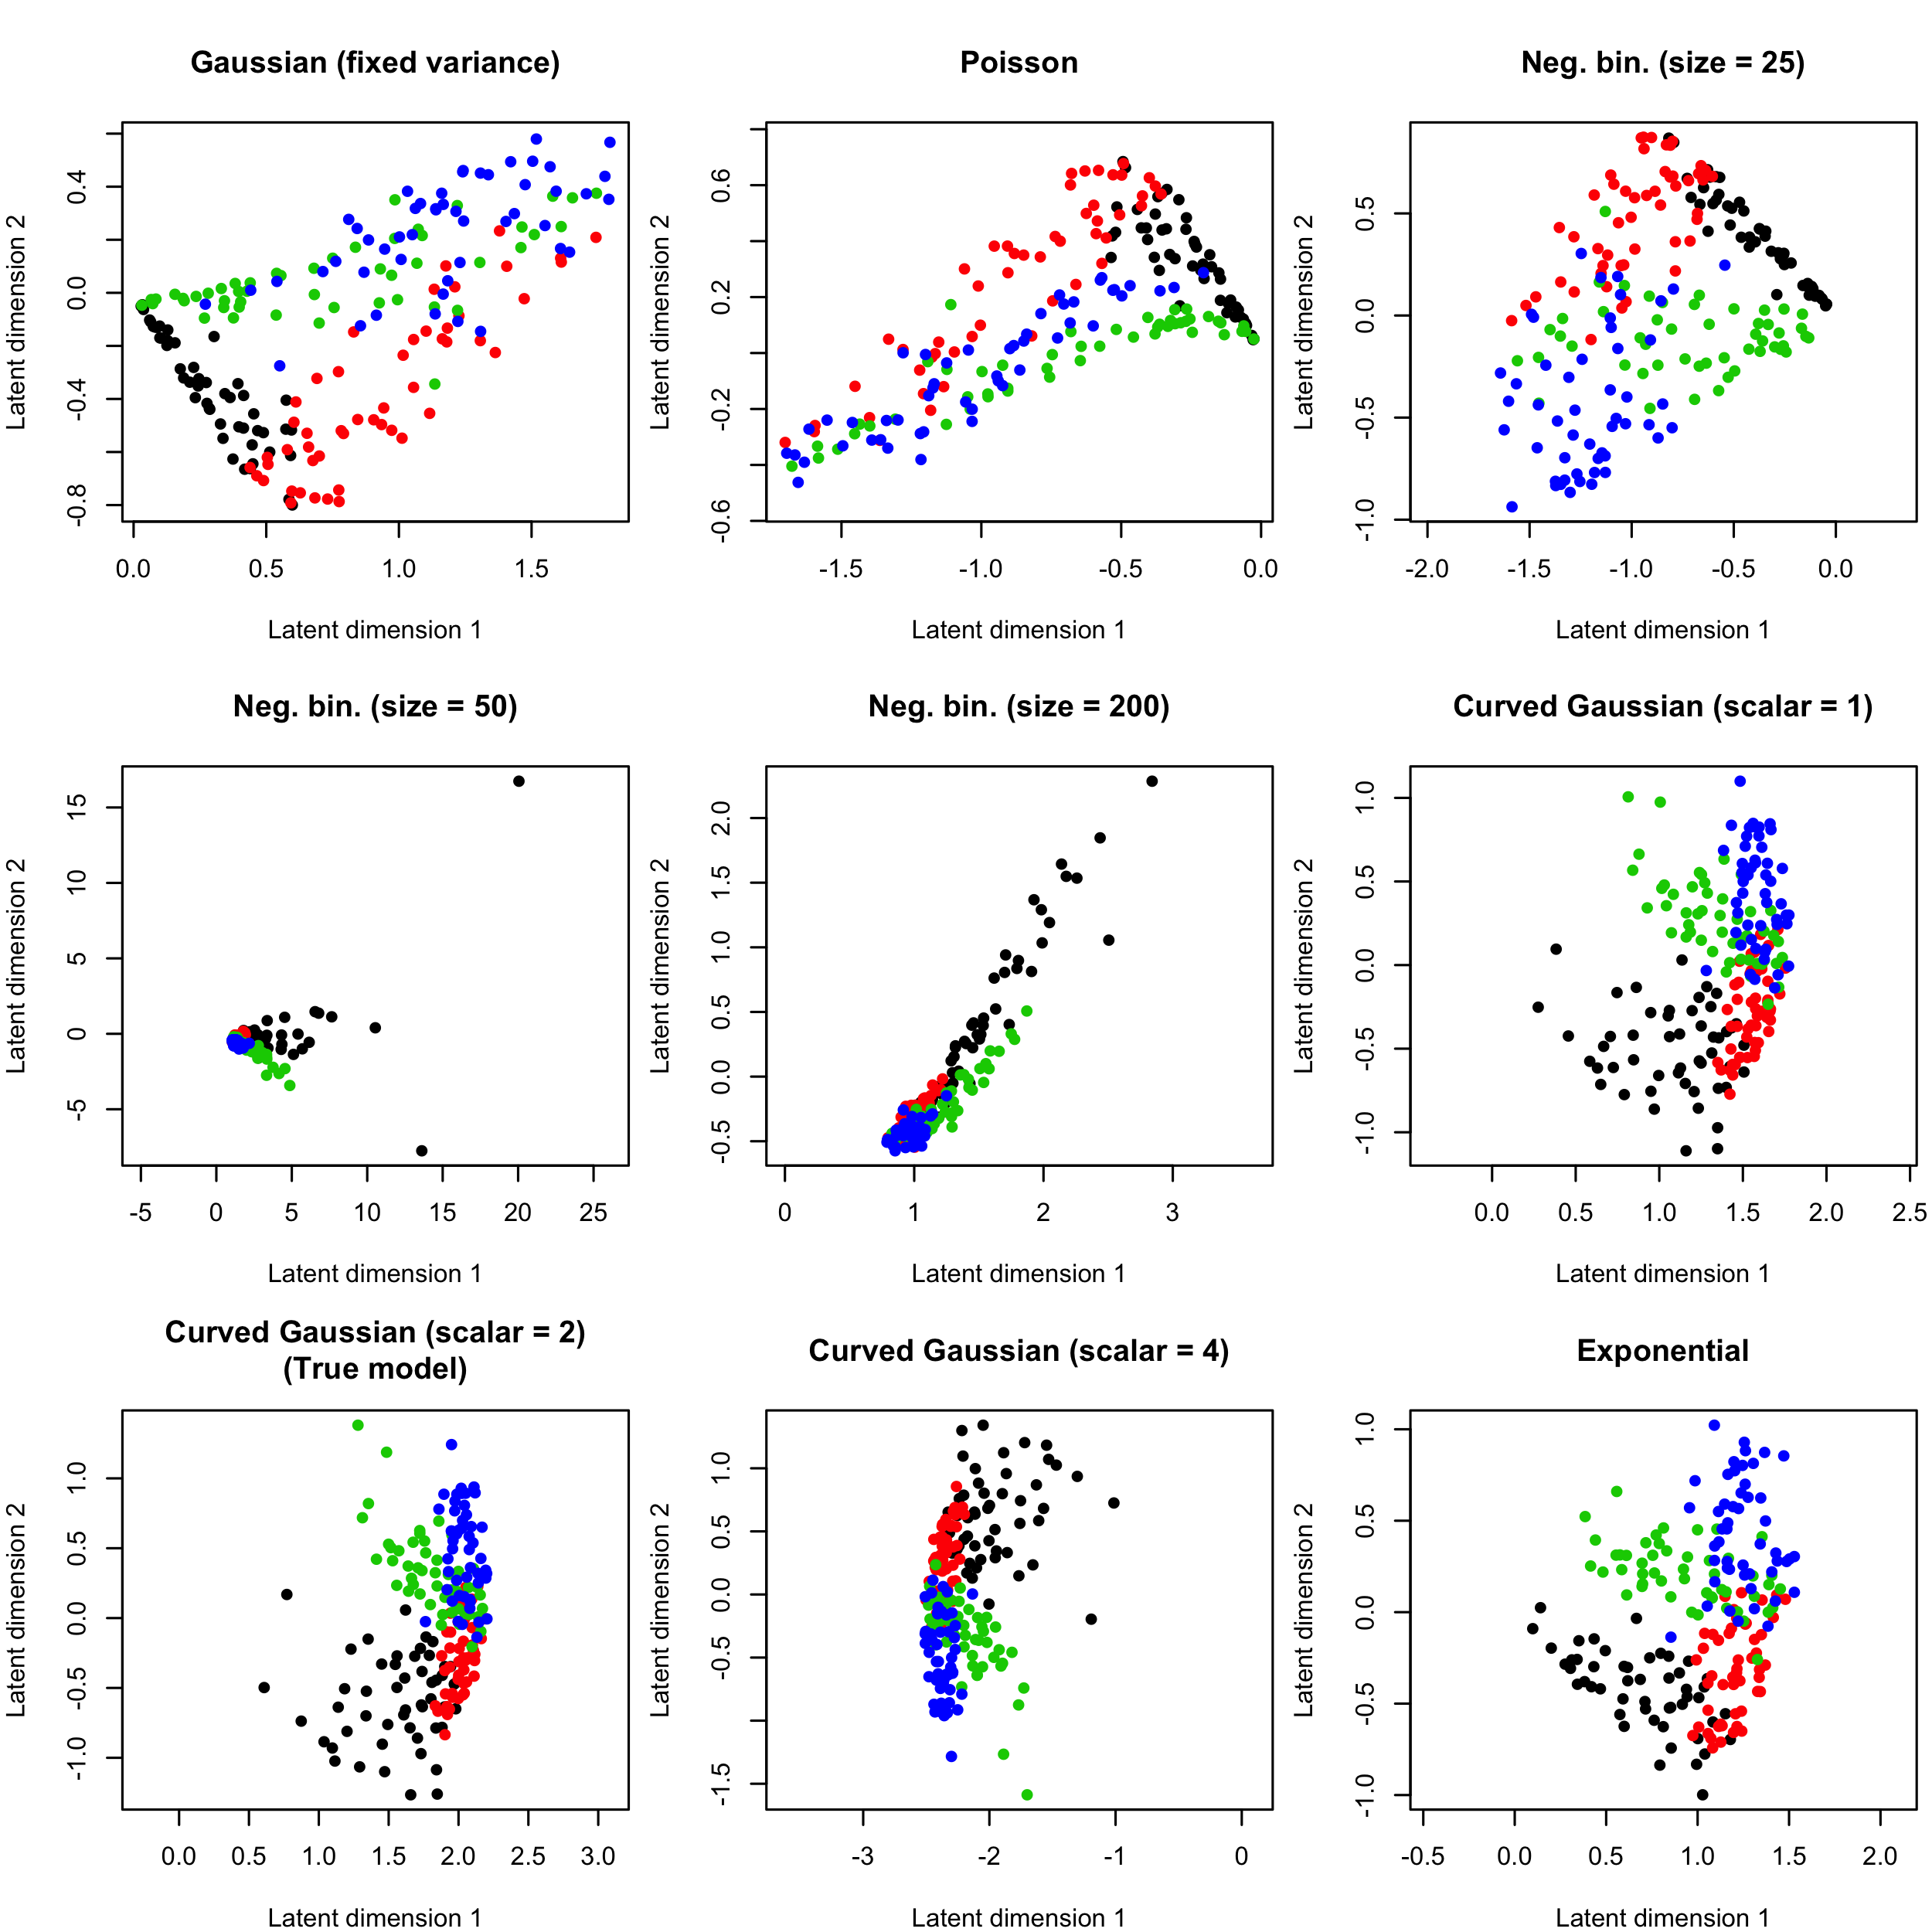 Gaussian (fixed variance)
Latent dimension 2
0.4
0.0
-0.4
-0.8
0.0 0.5 1.0 1.5
Latent dimension 1
Poisson
Latent dimension 2
0.6
0.2
-0.2
-0.6
-1.5 -1.0 -0.5 0.0
Latent dimension 1
Neg. bin. (size = 25)
Latent dimension 2
0.5
0.0
-0.5
-1.0
-2.0 -1.5 -1.0 -0.5 0.0
Latent dimension 1
Neg. bin. (size = 50)
Latent dimension 2
15
10
5
0
-5
-5 0 5 10 15 20 25
Latent dimension 1
Neg. bin. (size = 200)
Latent dimension 2
2.0
1.5
1.0
0.5
0.0
-0.5
0 1 2 3
Latent dimension 1
Curved Gaussian (scalar = 1)
Latent dimension 2
1.0
0.5
0.0
-0.5
-1.0
0.0 0.5 1.0 1.5 2.0 2.5
Latent dimension 1
Curved Gaussian (scalar = 2)
(True model)
Latent dimension 2
1.0
0.5
0.0
-0.5
-1.0
0.0 0.5 1.0 1.5 2.0 2.5 3.0
Latent dimension 1
Curved Gaussian (scalar = 4)
Latent dimension 2
1.0
0.5
0.0
-0.5
-1.5
-3 -2 -1 0
Latent dimension 1
Exponential
Latent dimension 2
1.0
0.5
0.0
-0.5
-1.0
-0.5 0.0 0.5 1.0 1.5 2.0
Latent dimension 1